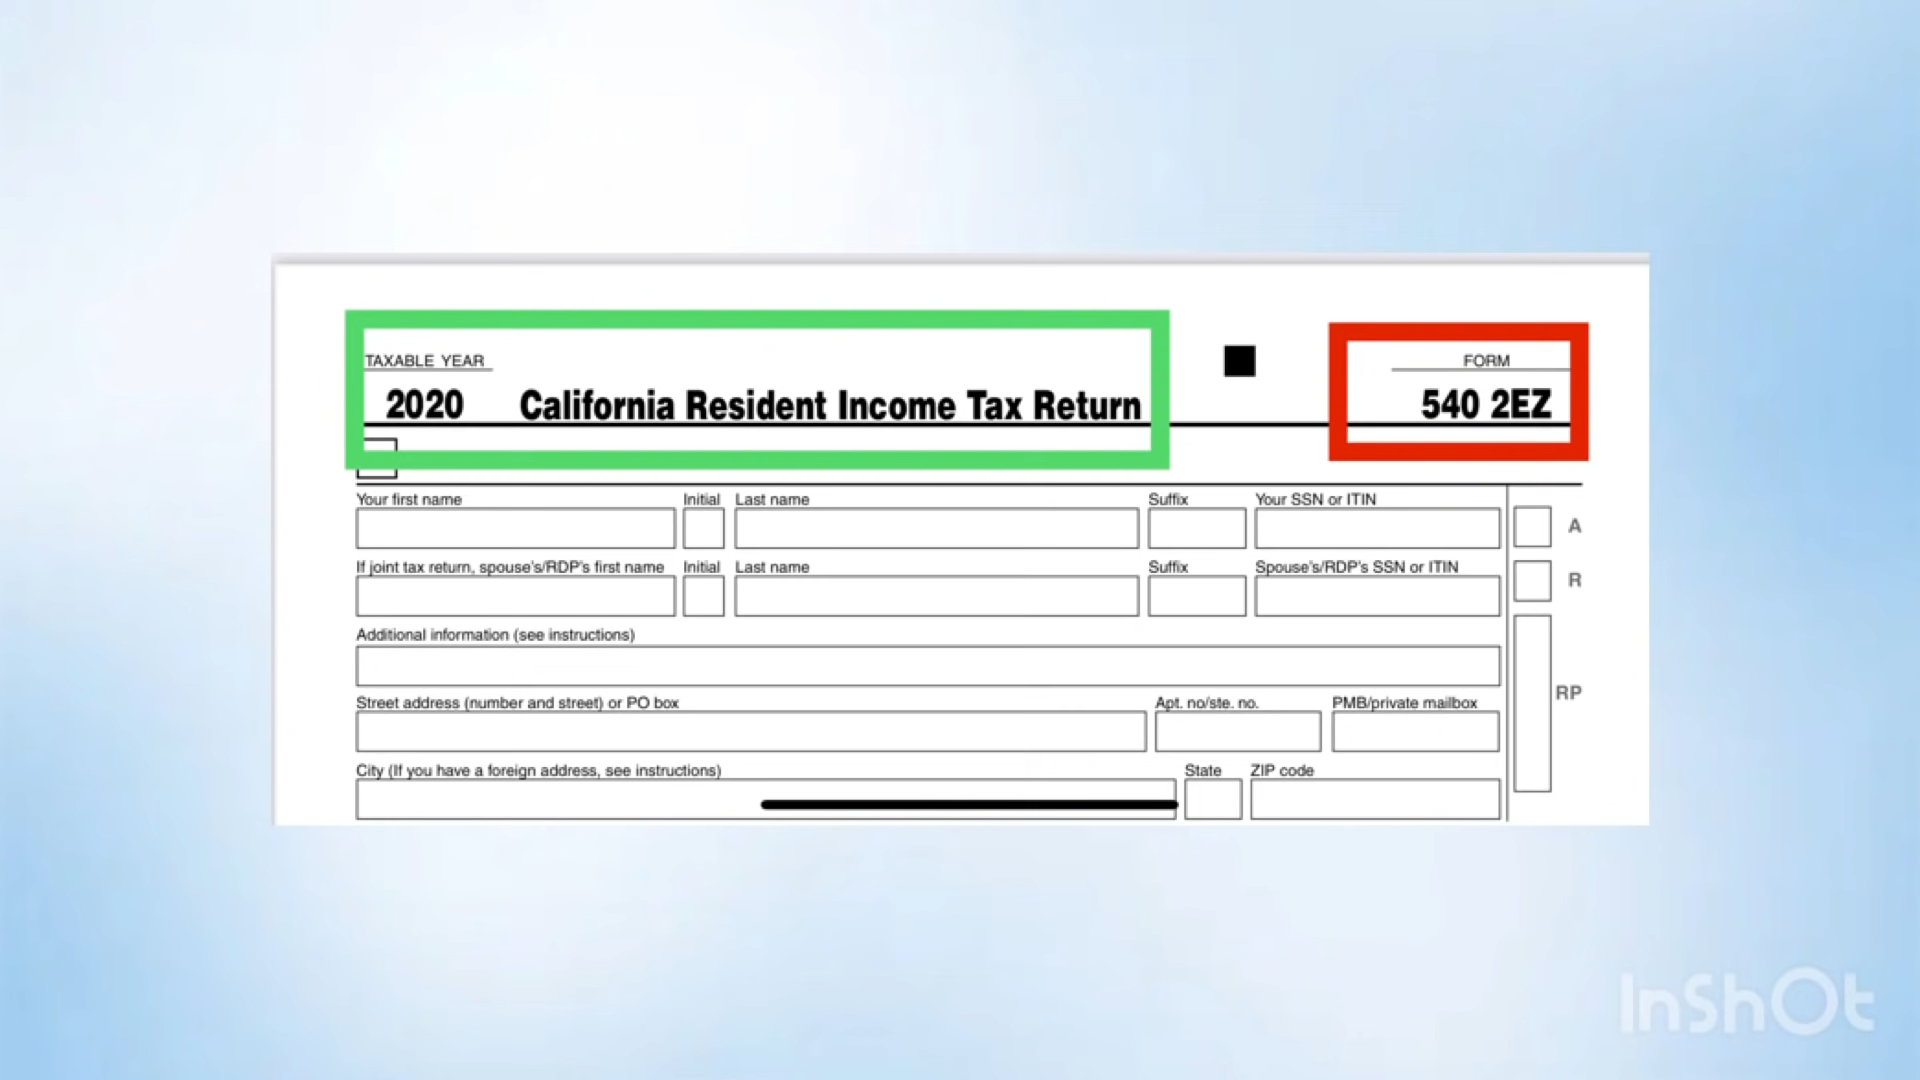 TAXABLE YEAR
FORM
2020 California Resident Income Tax Return
540 2EZ
Your first name Initial Last name Suffix Your SSN or ITIN
A
If joint tax return, spouse's/RDP's first name Initial Last name Suffix Spouse's/RDP's SSN or ITIN
R
Additional information (see instructions)
Street address (number and street) or PO box Apt. no/ste. no. PMB/private mailbox
RP
City (If you have a foreign address, see instructions) State ZIP code
InShOt